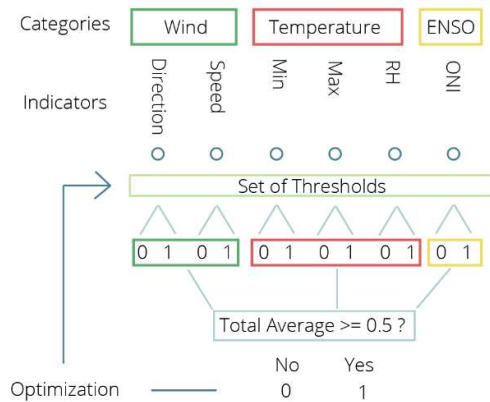 Categories Wind Temperature ENSO
Indicators Direction Speed Min Max RH ONI
Set of Thresholds
0 1 0 1 0 1 0 1 0 1 0 1
Total Average >= 0.5 ?
No Yes
Optimization 0 1